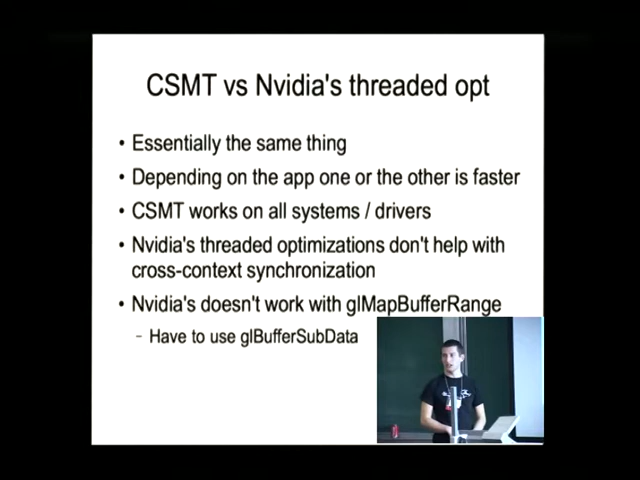 CSMT vs Nvidia's threaded opt
• Essentially the same thing
• Depending on the app one or the other is faster
• CSMT works on all systems / drivers
• Nvidia's threaded optimizations don't help with
cross-context synchronization
• Nvidia's doesn't work with glMapBufferRange
– Have to use glBufferSubData